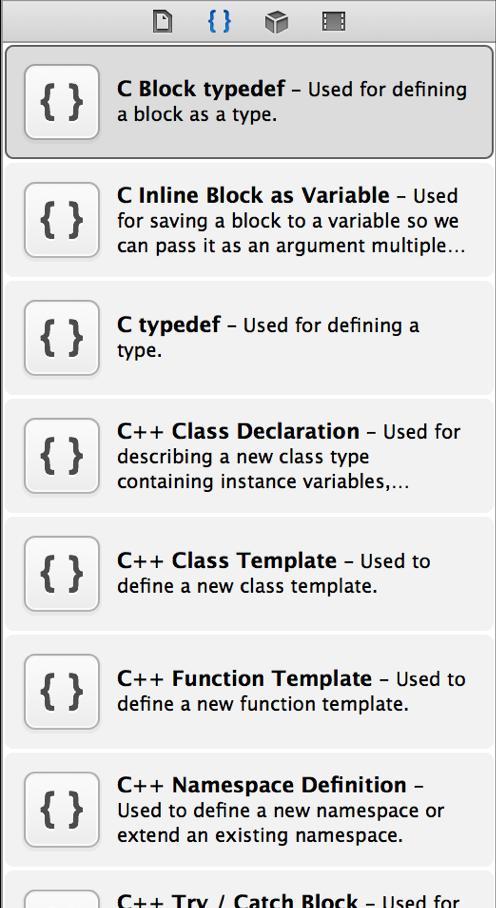 { }
{ } C Block typedef – Used for defining
a block as a type.
{ } C Inline Block as Variable – Used
for saving a block to a variable so we
can pass it as an argument multiple...
{ } C typedef – Used for defining a
type.
{ } C++ Class Declaration – Used for
describing a new class type
containing instance variables,...
{ } C++ Class Template – Used to
define a new class template.
{ } C++ Function Template – Used to
define a new function template.
{ } C++ Namespace Definition –
Used to define a new namespace or
extend an existing namespace.
C++ Try / Catch Block – Used for